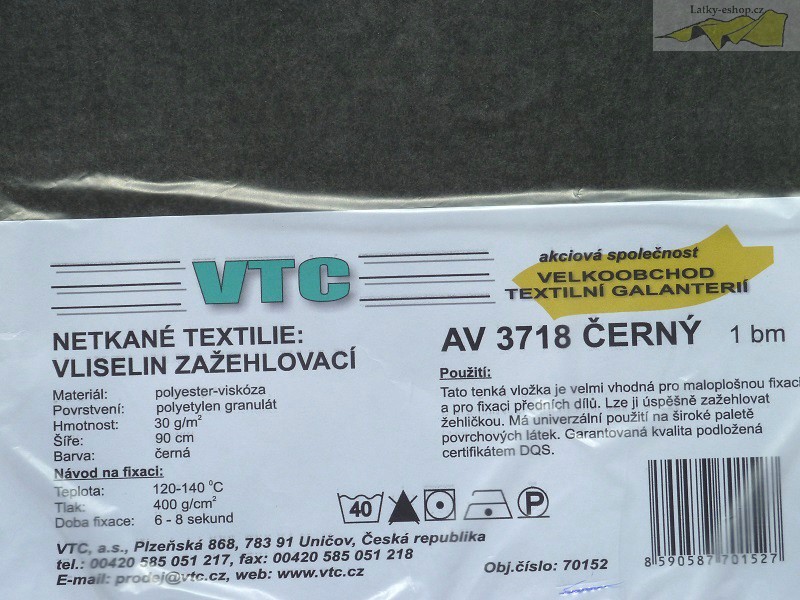 Latky-eshop.cz
VTC
akciová společnost
VELKOOBCHOD
TEXTILNÍ GALANTERIÍ
NETKANÉ TEXTILIE:
VLISELIN ZAŽEHLOVACÍ
AV 3718 ČERNÝ 1 bm
Materiál: polyester-viskóza
Povrstvení: polyetylen granulát
Hmotnost: 30 g/m²
Šíře: 90 cm
Barva: černá
Návod na fixaci:
Teplota: 120-140 °C
Tlak: 400 g/cm²
Doba fixace: 6 - 8 sekund
Použití:
Tato tenká vložka je velmi vhodná pro maloplošnou fixaci
a pro fixaci předních dílů. Lze ji úspěšně zažehlovat
žehličkou. Má univerzální použití na široké paletě
povrchových látek. Garantovaná kvalita podložená
certifikátem DQS.
40
P
VTC, a.s., Plzeňská 868, 783 91 Uničov, Česká republika
tel.: 00420 585 051 217, fax: 00420 585 051 218
E-mail: prodej@vtc.cz, web: www.vtc.cz
Obj.číslo: 70152
8 590587 701527